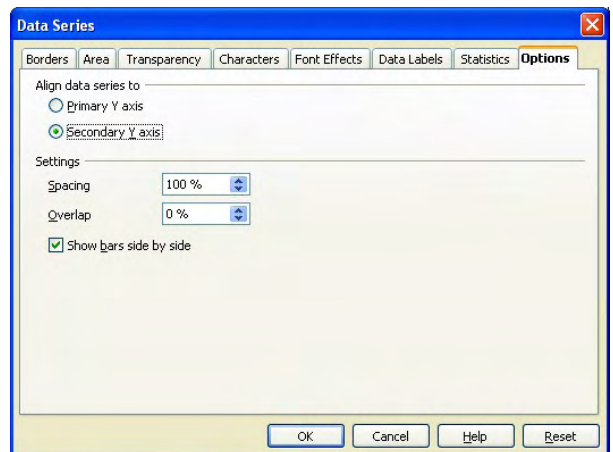 Data Series
Borders Area Transparency Characters Font Effects Data Labels Statistics Options
Align data series to
Primary Y axis
Secondary Y axis
Settings
Spacing 100 %
Overlap 0 %
Show bars side by side
OK Cancel Help Reset